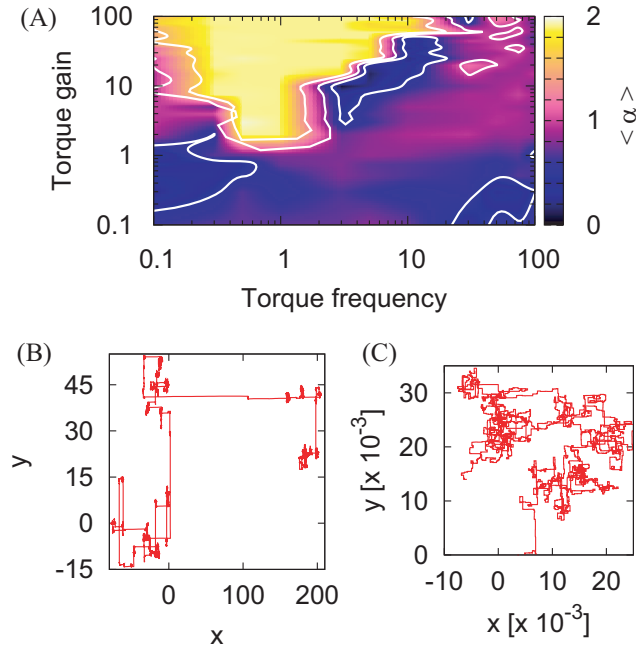 (A)
Torque gain
100
10
1
0.1
0.1 1 10 100
Torque frequency
2
1
0
< α >
(B)
y
45
30
15
0
-15
0 100 200
x
(C)
y [x 10⁻³]
30
20
10
0
-10 0 10 20
x [x 10⁻³]